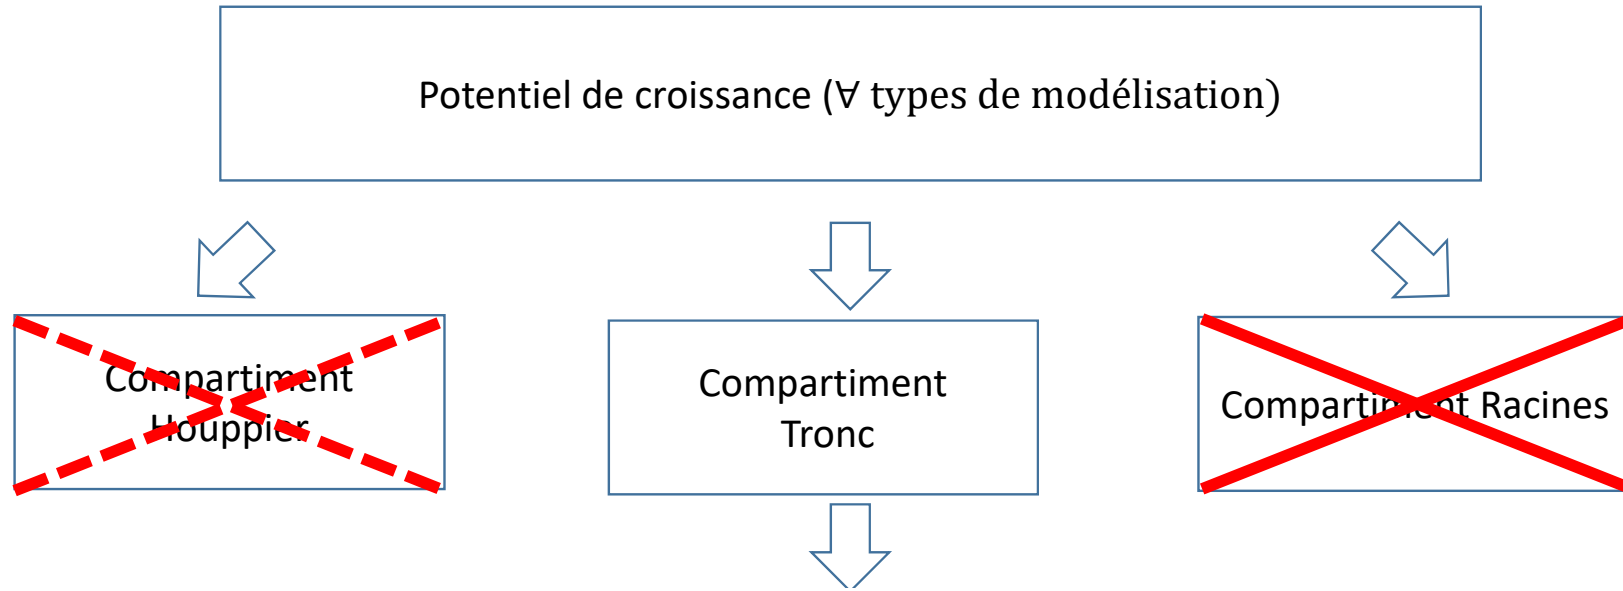 Potentiel de croissance (∀ types de modélisation)
Compartiment
Houppier
Compartiment
Tronc
Compartiment Racines